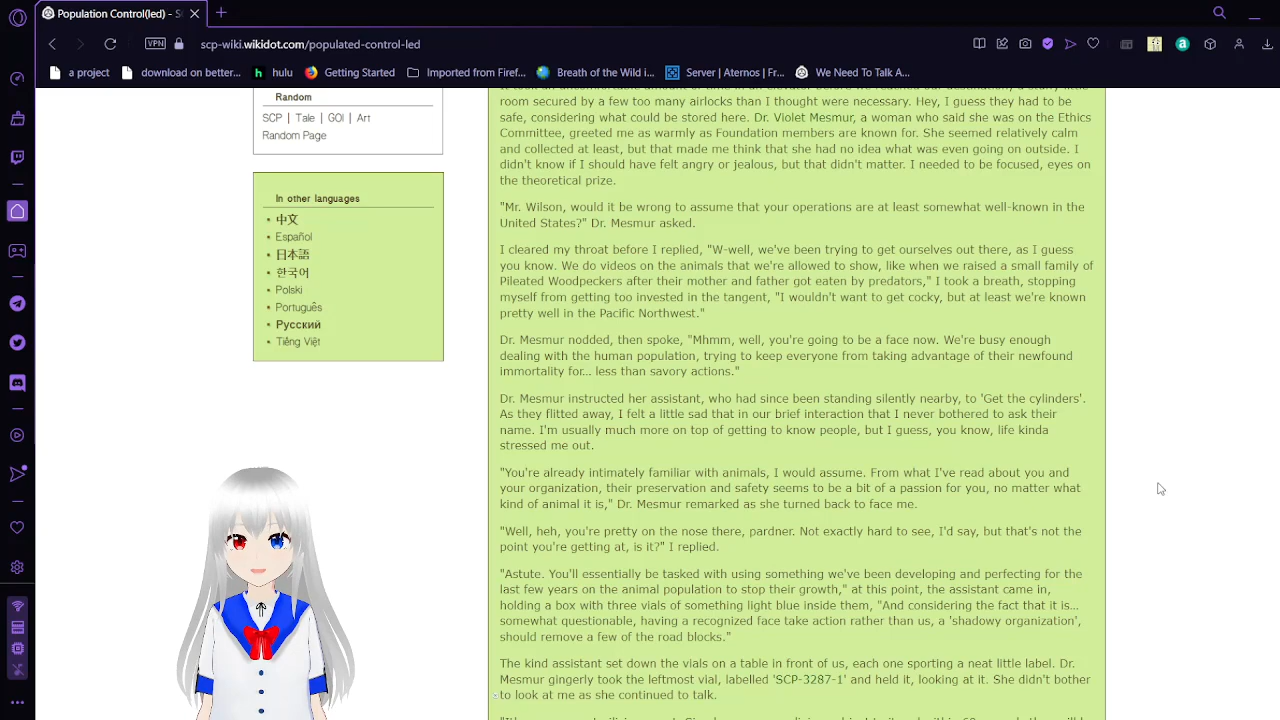 Population Control(led) - S
VPN
scp-wiki.wikidot.com/populated-control-led
a project
download on better...
hulu
Getting Started
Imported from Firef...
Breath of the Wild i...
Server | Aternos | Fr...
We Need To Talk A...
Random
SCP | Tale | GOI | Art
Random Page
In other languages
中文
Español
日本語
한국어
Polski
Português
Русский
Tiếng Việt
room secured by a few too many airlocks than I thought were necessary. Hey, I guess they had to be
safe, considering what could be stored here. Dr. Violet Mesmur, a woman who said she was on the Ethics
Committee, greeted me as warmly as Foundation members are known for. She seemed relatively calm
and collected at least, but that made me think that she had no idea what was even going on outside. I
didn't know if I should have felt angry or jealous, but that didn't matter. I needed to be focused, eyes on
the theoretical prize.
"Mr. Wilson, would it be wrong to assume that your operations are at least somewhat well-known in the
United States?" Dr. Mesmur asked.
I cleared my throat before I replied, "W-well, we've been trying to get ourselves out there, as I guess
you know. We do videos on the animals that we're allowed to show, like when we raised a small family of
Pileated Woodpeckers after their mother and father got eaten by predators," I took a breath, stopping
myself from getting too invested in the tangent, "I wouldn't want to get cocky, but at least we're known
pretty well in the Pacific Northwest."
Dr. Mesmur nodded, then spoke, "Mhmm, well, you're going to be a face now. We're busy enough
dealing with the human population, trying to keep everyone from taking advantage of their newfound
immortality for... less than savory actions."
Dr. Mesmur instructed her assistant, who had since been standing silently nearby, to 'Get the cylinders'.
As they flitted away, I felt a little sad that in our brief interaction that I never bothered to ask their
name. I'm usually much more on top of getting to know people, but I guess, you know, life kinda
stressed me out.
"You're already intimately familiar with animals, I would assume. From what I've read about you and
your organization, their preservation and safety seems to be a bit of a passion for you, no matter what
kind of animal it is," Dr. Mesmur remarked as she turned back to face me.
"Well, heh, you're pretty on the nose there, pardner. Not exactly hard to see, I'd say, but that's not the
point you're getting at, is it?" I replied.
"Astute. You'll essentially be tasked with using something we've been developing and perfecting for the
last few years on the animal population to stop their growth," at this point, the assistant came in,
holding a box with three vials of something light blue inside them, "And considering the fact that it is...
somewhat questionable, having a recognized face take action rather than us, a 'shadowy organization',
should remove a few of the road blocks."
The kind assistant set down the vials on a table in front of us, each one sporting a neat little label. Dr.
Mesmur gingerly took the leftmost vial, labelled 'SCP-3287-1' and held it, looking at it. She didn't bother
to look at me as she continued to talk.